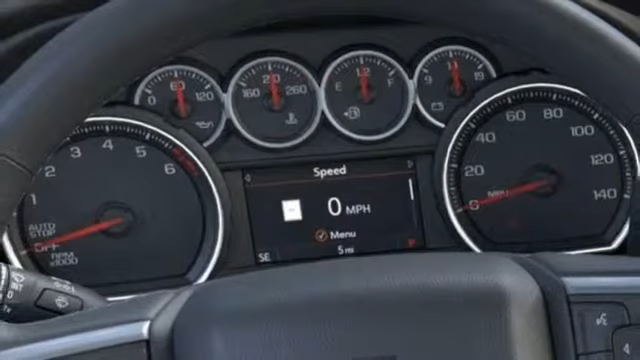 0 60 120
160 210 260
E 1/2 F
9 14 19
1 2 3 4 5 6
AUTO
STOP
OFF
RPM
X1000
Speed
0 MPH
Menu
SE 5 mi
20 40 60 80 100 120 140
MPH